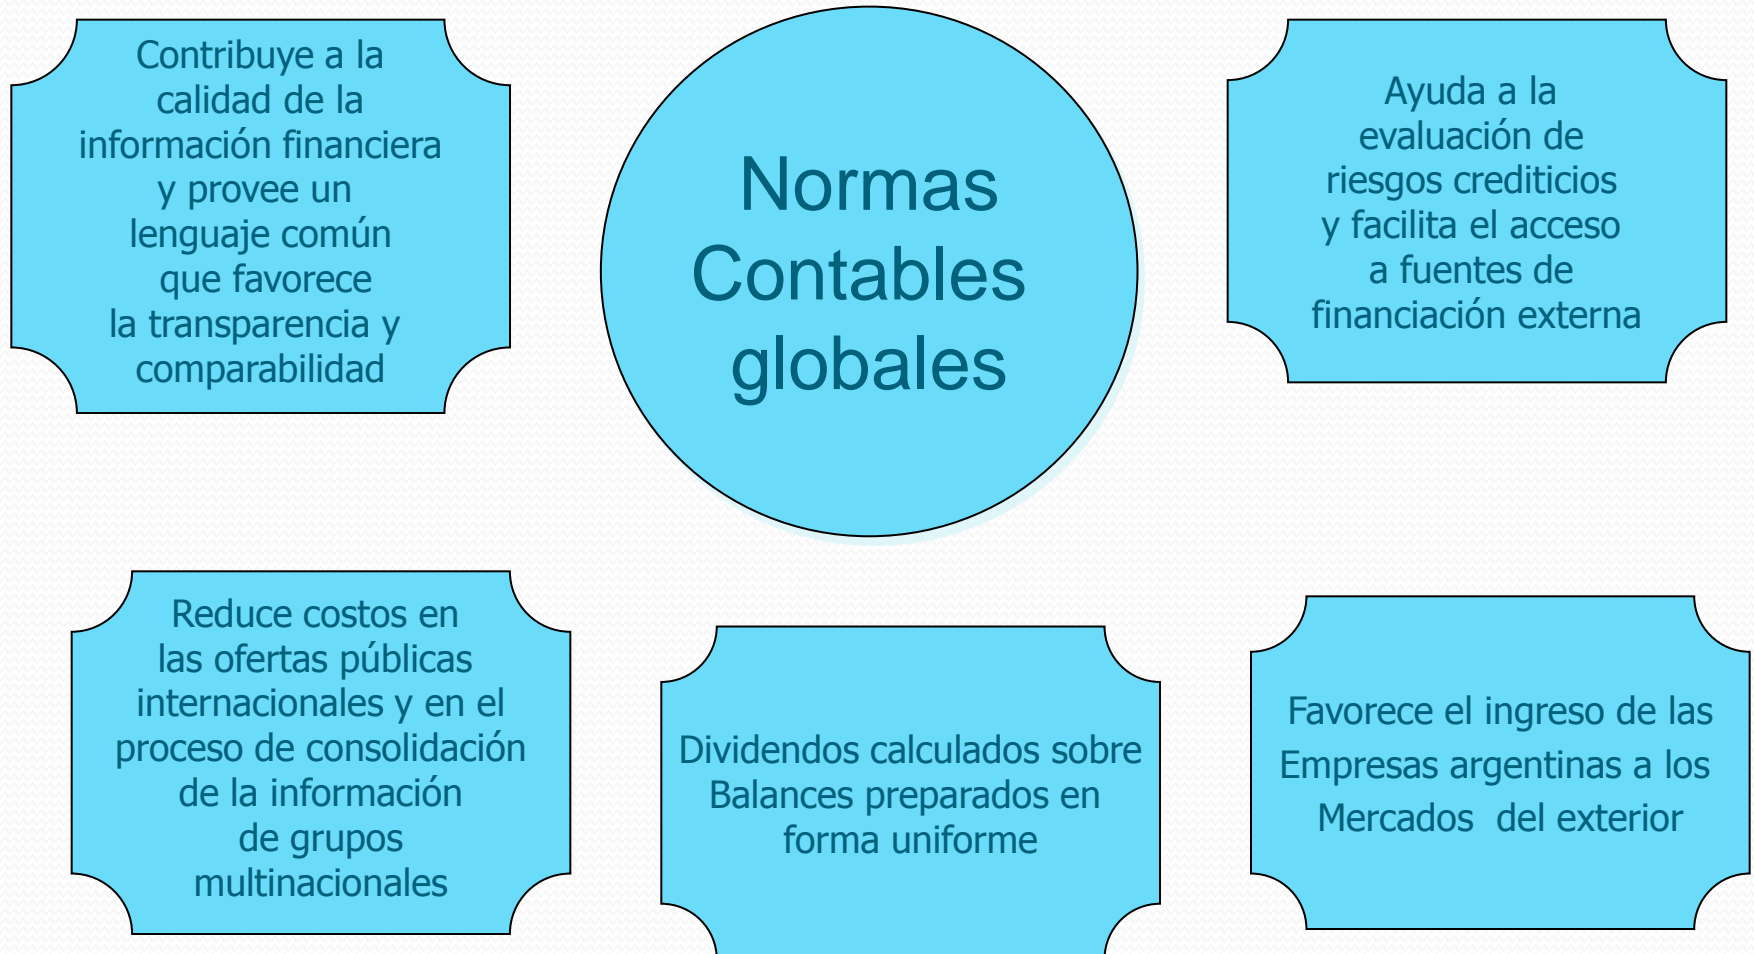 Contribuye a la
calidad de la
información financiera
y provee un
lenguaje común
que favorece
la transparencia y
comparabilidad
Normas
Contables
globales
Ayuda a la
evaluación de
riesgos crediticios
y facilita el acceso
a fuentes de
financiación externa
Reduce costos en
las ofertas públicas
internacionales y en el
proceso de consolidación
de la información
de grupos
multinacionales
Dividendos calculados sobre
Balances preparados en
forma uniforme
Favorece el ingreso de las
Empresas argentinas a los
Mercados del exterior